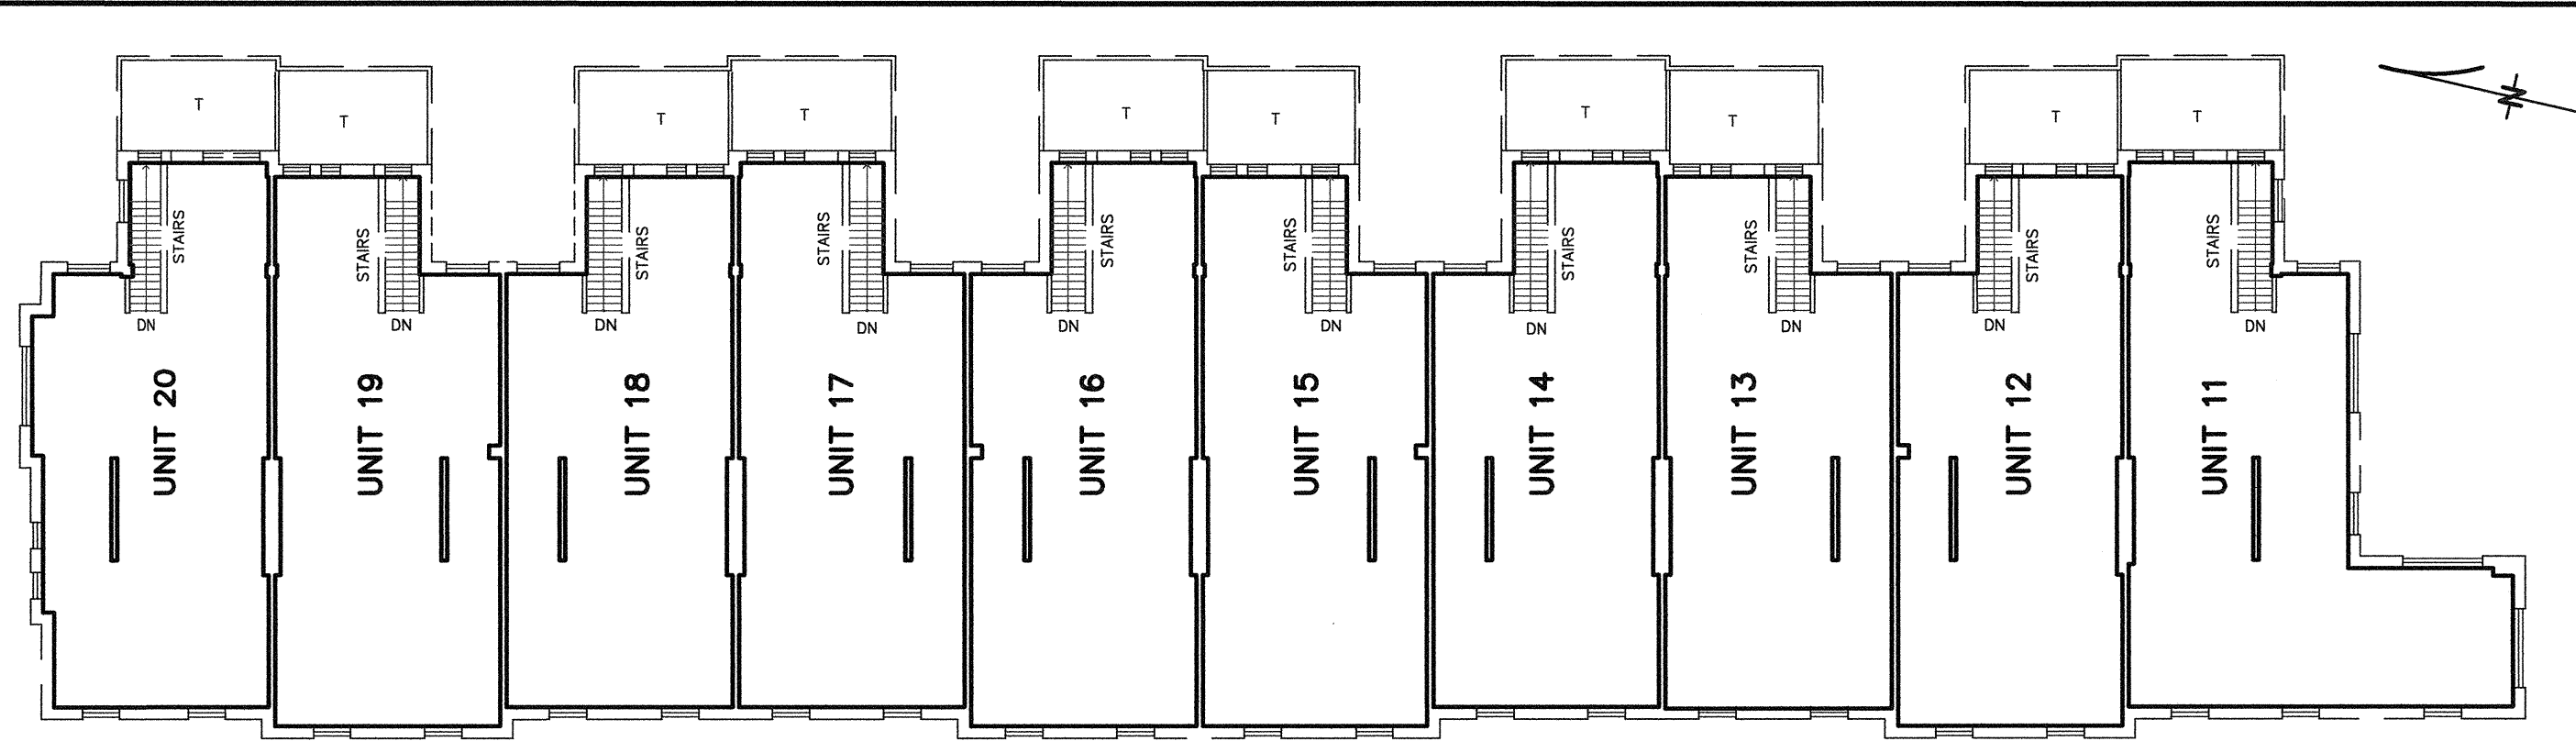 T
T
T
T
T
T
T
T
T
T
STAIRS
STAIRS
STAIRS
STAIRS
STAIRS
STAIRS
STAIRS
STAIRS
STAIRS
STAIRS
DN
DN
DN
DN
DN
DN
DN
DN
DN
DN
UNIT 20
UNIT 19
UNIT 18
UNIT 17
UNIT 16
UNIT 15
UNIT 14
UNIT 13
UNIT 12
UNIT 11